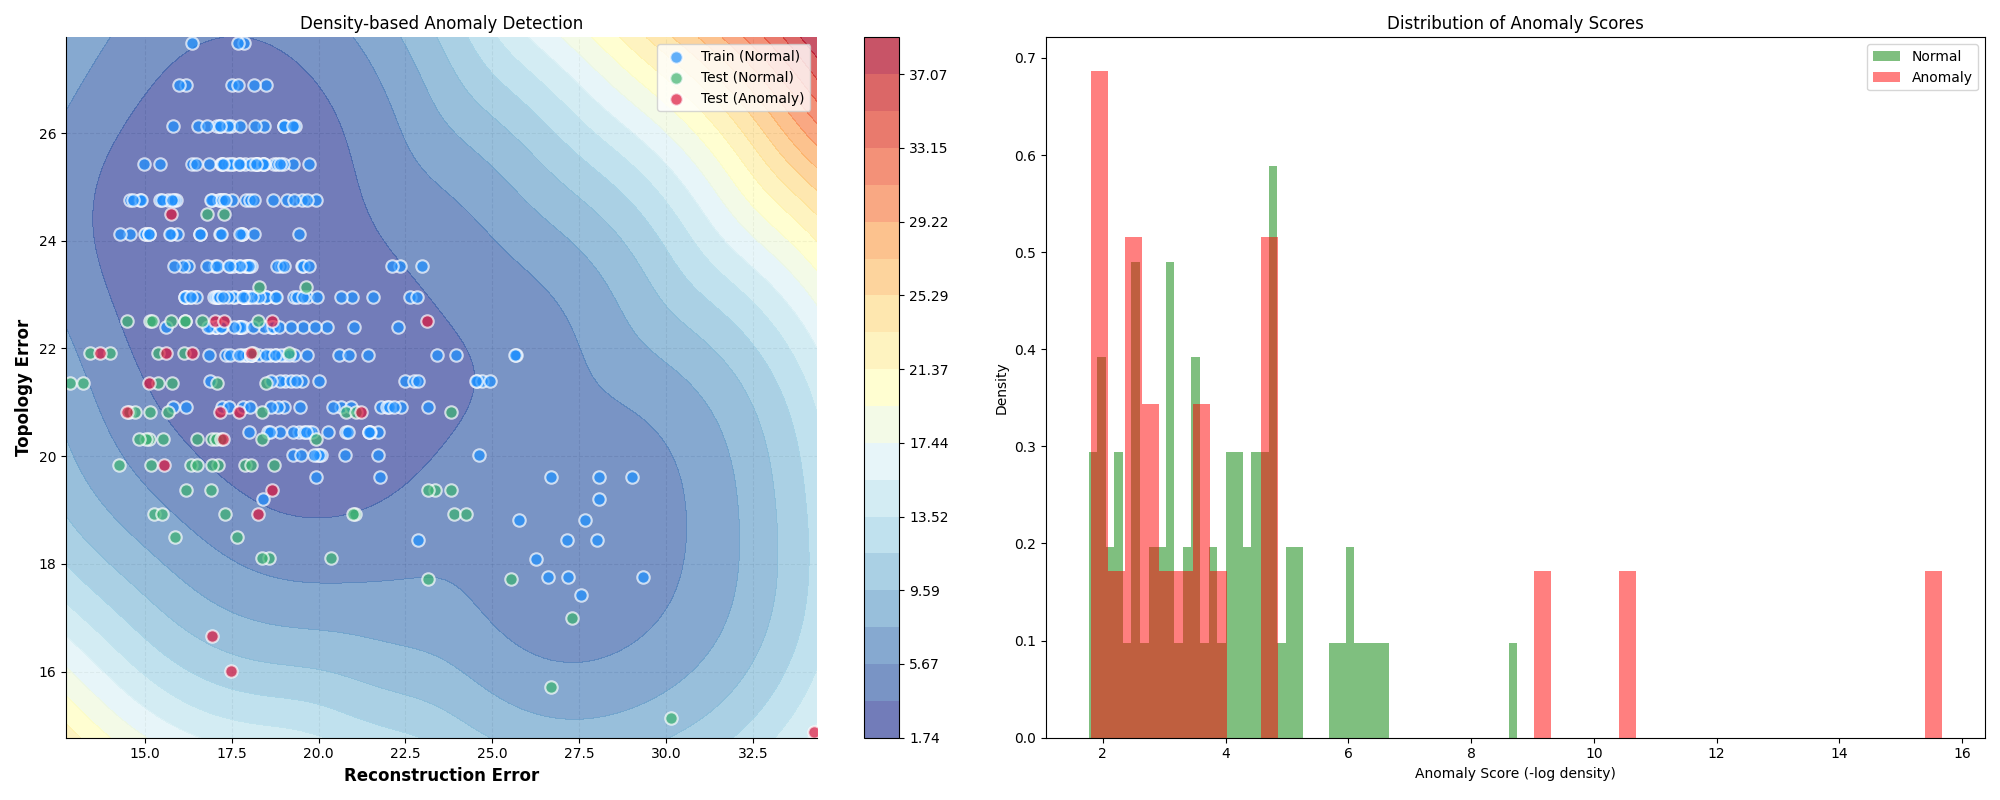 Density-based Anomaly Detection
Train (Normal)
Test (Normal)
Test (Anomaly)
26
24
22
20
18
16
Topology Error
15.0 17.5 20.0 22.5 25.0 27.5 30.0 32.5
Reconstruction Error
37.07
33.15
29.22
25.29
21.37
17.44
13.52
9.59
5.67
1.74
Distribution of Anomaly Scores
Normal
Anomaly
0.7
0.6
0.5
0.4
0.3
0.2
0.1
0.0
Density
2 4 6 8 10 12 14 16
Anomaly Score (-log density)